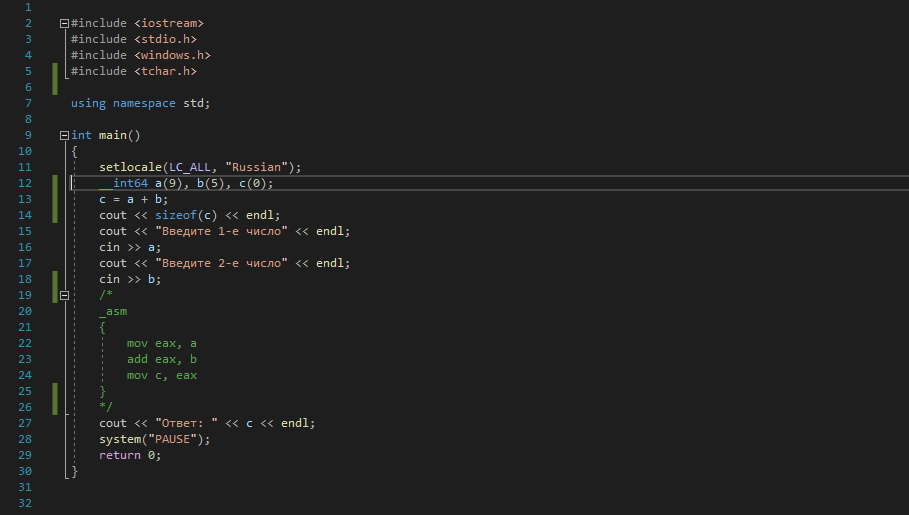 1
2 #include <iostream>
3 #include <stdio.h>
4 #include <windows.h>
5 #include <tchar.h>
6
7 using namespace std;
8
9 int main()
10 {
11 setlocale(LC_ALL, "Russian");
12 __int64 a(9), b(5), c(0);
13 c = a + b;
14 cout << sizeof(c) << endl;
15 cout << "Введите 1-е число" << endl;
16 cin >> a;
17 cout << "Введите 2-е число" << endl;
18 cin >> b;
19 /*
20 _asm
21 {
22 mov eax, a
23 add eax, b
24 mov c, eax
25 }
26 */
27 cout << "Ответ: " << c << endl;
28 system("PAUSE");
29 return 0;
30 }
31
32